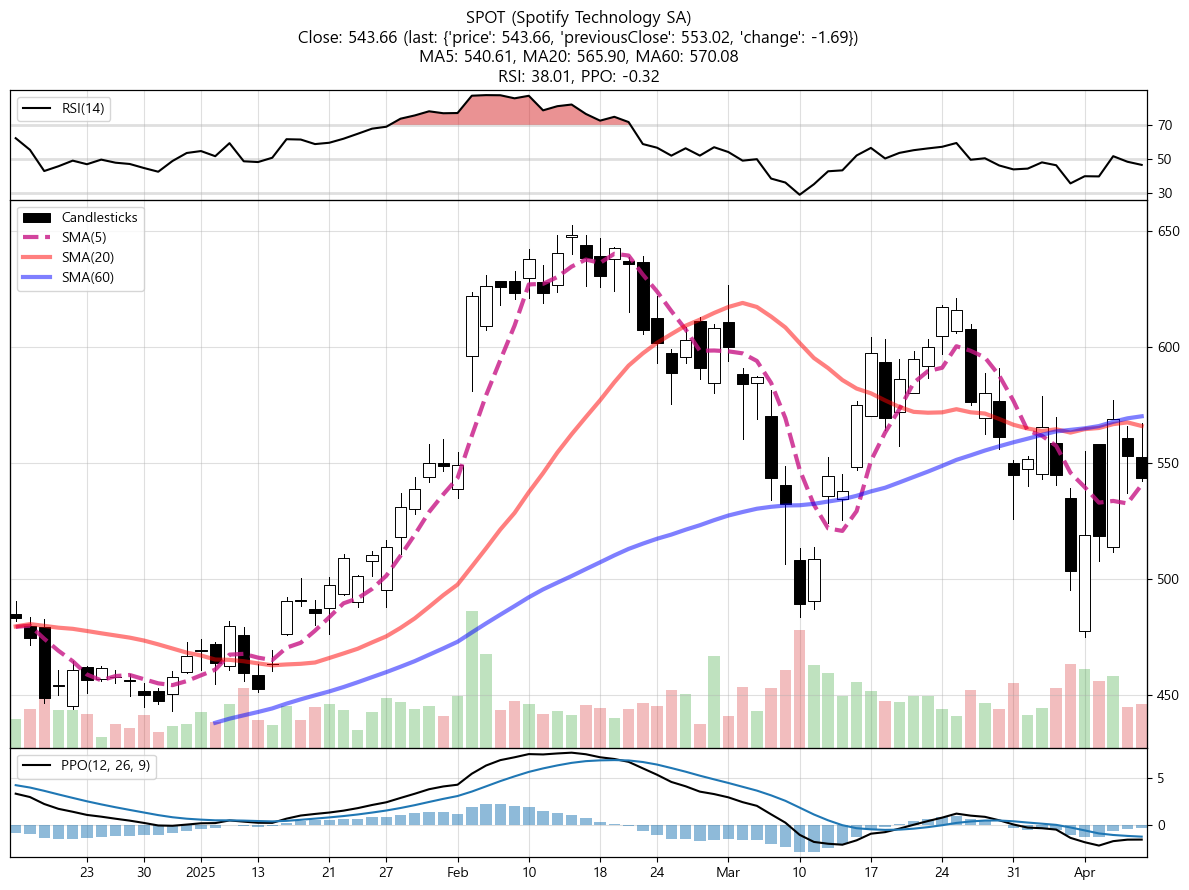 SPOT (Spotify Technology SA)
Close: 543.66 (last: {'price': 543.66, 'previousClose': 553.02, 'change': -1.69})
MA5: 540.61, MA20: 565.90, MA60: 570.08
RSI: 38.01, PPO: -0.32
RSI(14)
70
50
30
Candlesticks
SMA(5)
SMA(20)
SMA(60)
650
600
550
500
450
PPO(12, 26, 9)
5
0
23 30 2025 13 21 27 Feb 10 18 24 Mar 10 17 24 31 Apr